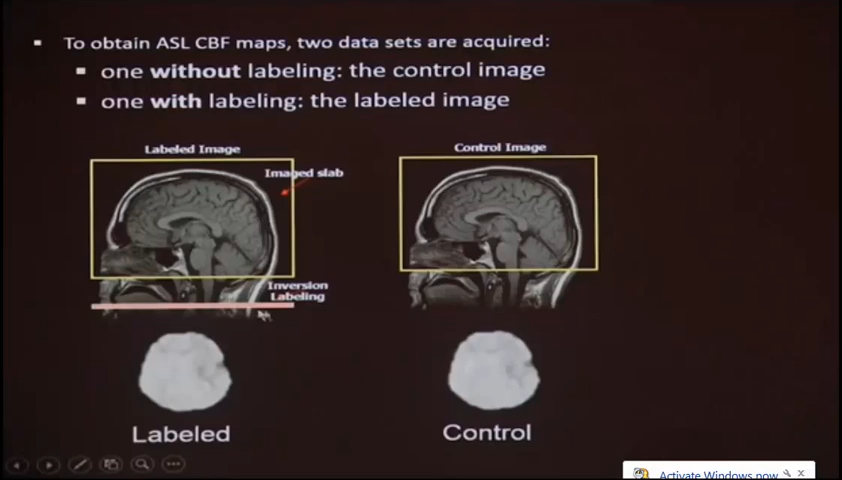 To obtain ASL CBF maps, two data sets are acquired:
one without labeling: the control image
one with labeling: the labeled image
Labeled Image
Control Image
Imaged slab
Inversion
Labeling
Labeled
Control
Activate Windows now